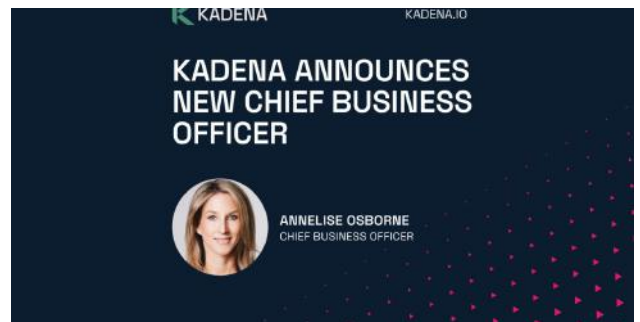 KADENA
KADENA.IO
KADENA ANNOUNCES
NEW CHIEF BUSINESS
OFFICER
ANNELISE OSBORNE
CHIEF BUSINESS OFFICER